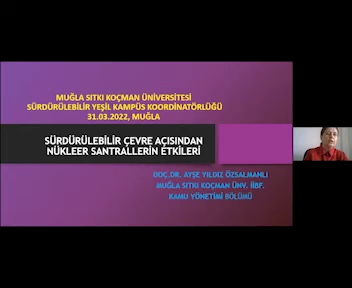 MUĞLA SITKI KOÇMAN ÜNİVERSİTESİ
SÜRDÜRÜLEBİLİR YEŞİL KAMPÜS KOORDİNATÖRLÜĞÜ
31.03.2022, MUĞLA
SÜRDÜRÜLEBİLİR ÇEVRE AÇISINDAN
NÜKLEER SANTRALLERİN ETKİLERİ
DOÇ.DR. AYŞE YILDIZ ÖZSALMANLI
MUĞLA SITKI KOÇMAN ÜNV. İİBF.
KAMU YÖNETİMİ BÖLÜMÜ